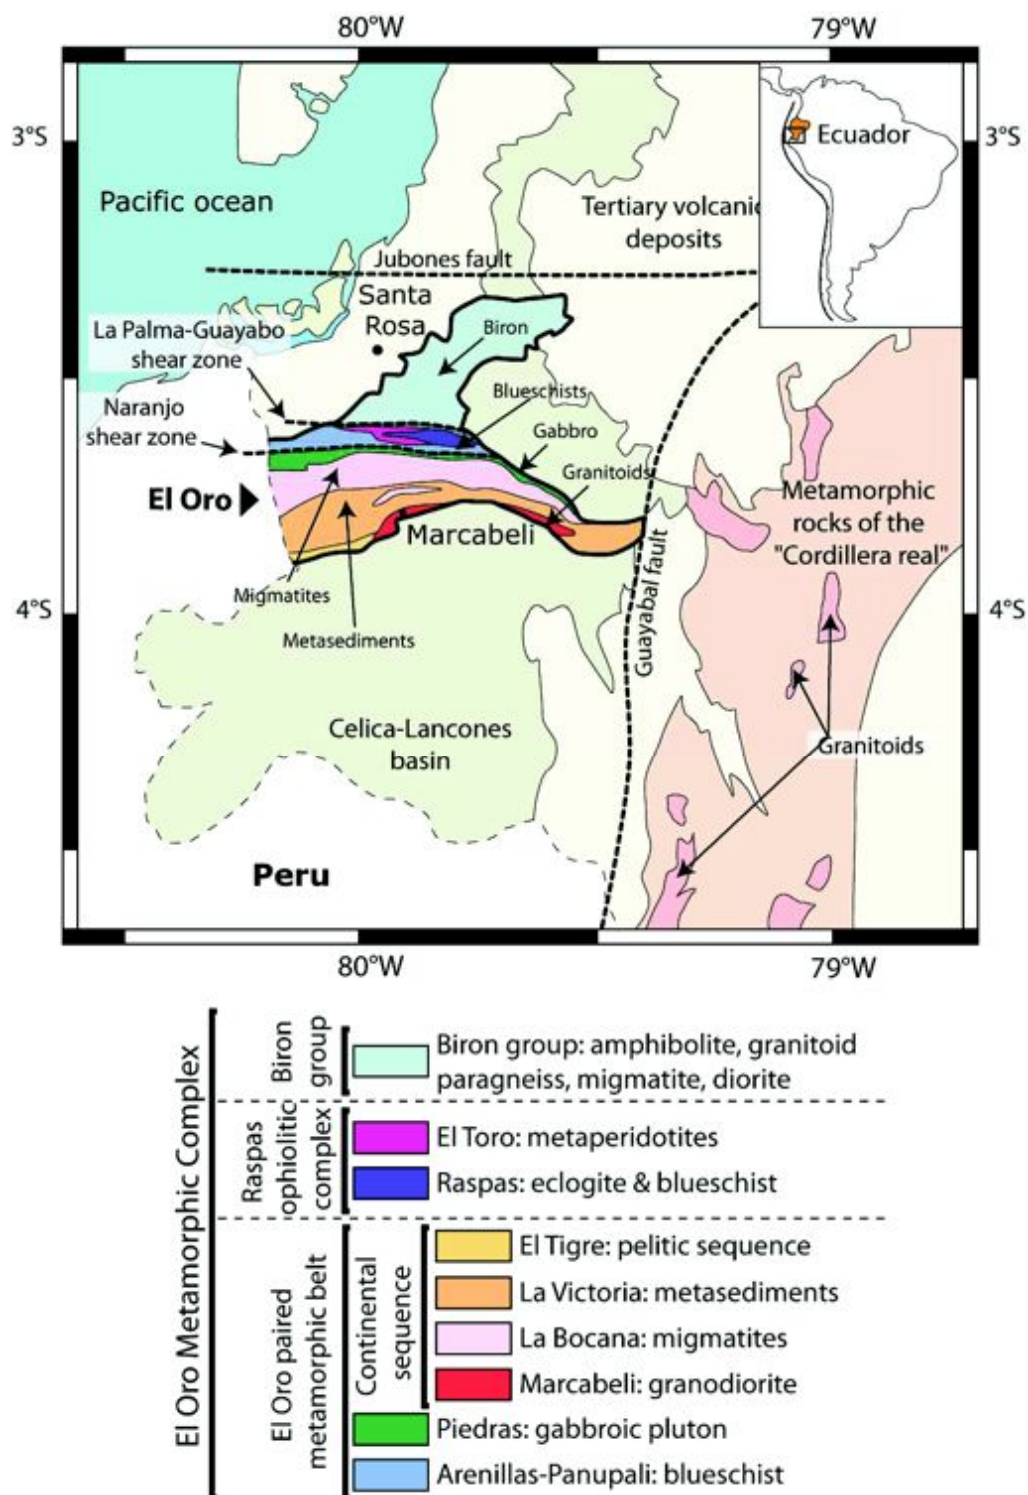 80°W
79°W
3°S
3°S
Ecuador
Pacific ocean
Tertiary volcanic
deposits
Jubones fault
Santa
Rosa
La Palma-Guayabo
shear zone
Biron
Blueschists
Naranjo
shear zone
Gabbro
Granitoids
El Oro
Marcabeli
Metamorphic
rocks of the
"Cordillera real"
Guayabal fault
Migmatites
4°S
4°S
Metasediments
Celica-Lancones
basin
Granitoids
Peru
80°W
79°W
El Oro Metamorphic Complex
Biron
group
Biron group: amphibolite, granitoid
paragneiss, migmatite, diorite
Raspas
ophiolitic
complex
El Toro: metaperidotites
Raspas: eclogite & blueschist
El Oro paired
metamorphic belt
Continental
sequence
El Tigre: pelitic sequence
La Victoria: metasediments
La Bocana: migmatites
Marcabeli: granodiorite
Piedras: gabbroic pluton
Arenillas-Panupali: blueschist